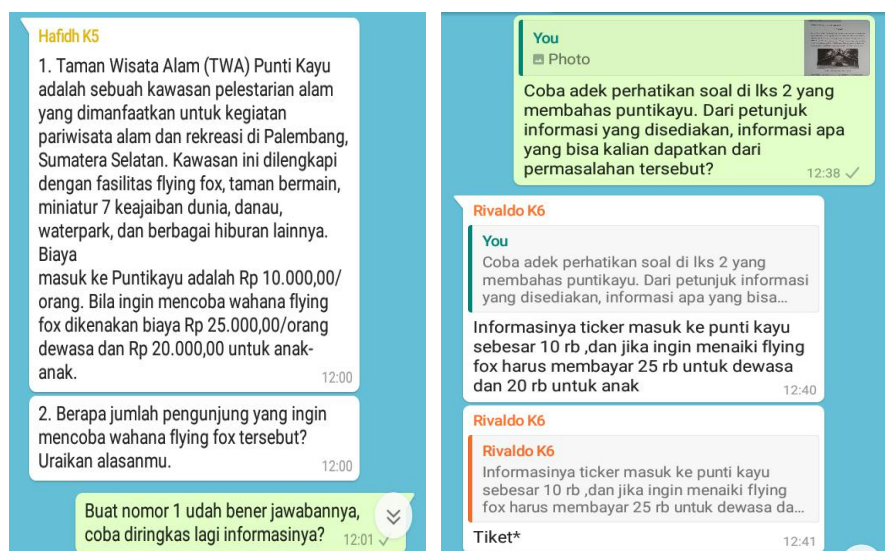 Hafidh K5
1. Taman Wisata Alam (TWA) Punti Kayu
adalah sebuah kawasan pelestarian alam
yang dimanfaatkan untuk kegiatan
pariwisata alam dan rekreasi di Palembang,
Sumatera Selatan. Kawasan ini dilengkapi
dengan fasilitas flying fox, taman bermain,
miniatur 7 keajaiban dunia, danau,
waterpark, dan berbagai hiburan lainnya.
Biaya
masuk ke Puntikayu adalah Rp 10.000,00/
orang. Bila ingin mencoba wahana flying
fox dikenakan biaya Rp 25.000,00/orang
dewasa dan Rp 20.000,00 untuk anak-
anak.
12:00
2. Berapa jumlah pengunjung yang ingin
mencoba wahana flying fox tersebut?
Uraikan alasanmu.
12:00
Buat nomor 1 udah bener jawabannya,
coba diringkas lagi informasinya?
12:01
You
Photo
Coba adek perhatikan soal di lks 2 yang
membahas puntikayu. Dari petunjuk
informasi yang disediakan, informasi apa
yang bisa kalian dapatkan dari
permasalahan tersebut?
12:38
Rivaldo K6
You
Coba adek perhatikan soal di lks 2 yang
membahas puntikayu. Dari petunjuk informasi
yang disediakan, informasi apa yang bisa...
Informasinya ticker masuk ke punti kayu
sebesar 10 rb ,dan jika ingin menaiki flying
fox harus membayar 25 rb untuk dewasa
dan 20 rb untuk anak
12:40
Rivaldo K6
Rivaldo K6
Informasinya ticker masuk ke punti kayu
sebesar 10 rb ,dan jika ingin menaiki flying
fox harus membayar 25 rb untuk dewasa da...
Tiket*
12:41